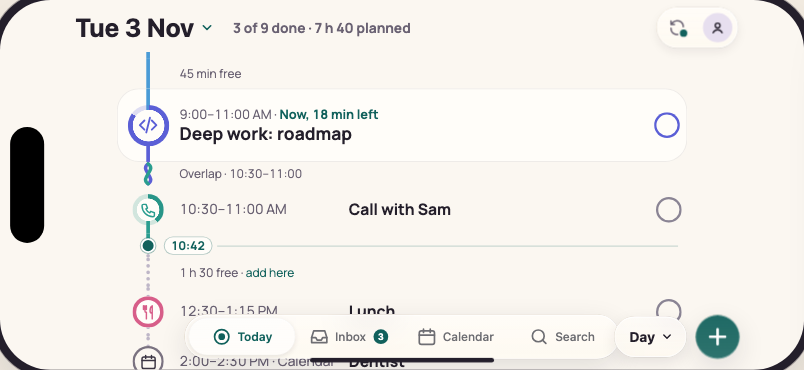 Tue 3 Nov
3 of 9 done · 7 h 40 planned
45 min free
9:00–11:00 AM · Now, 18 min left
Deep work: roadmap
Overlap · 10:30–11:00
10:30–11:00 AM Call with Sam
10:42
1 h 30 free · add here
12:30–1:15 PM Lunch
Today Inbox 3 Calendar Search Day
2:00–2:30 PM · Calendar Dentist